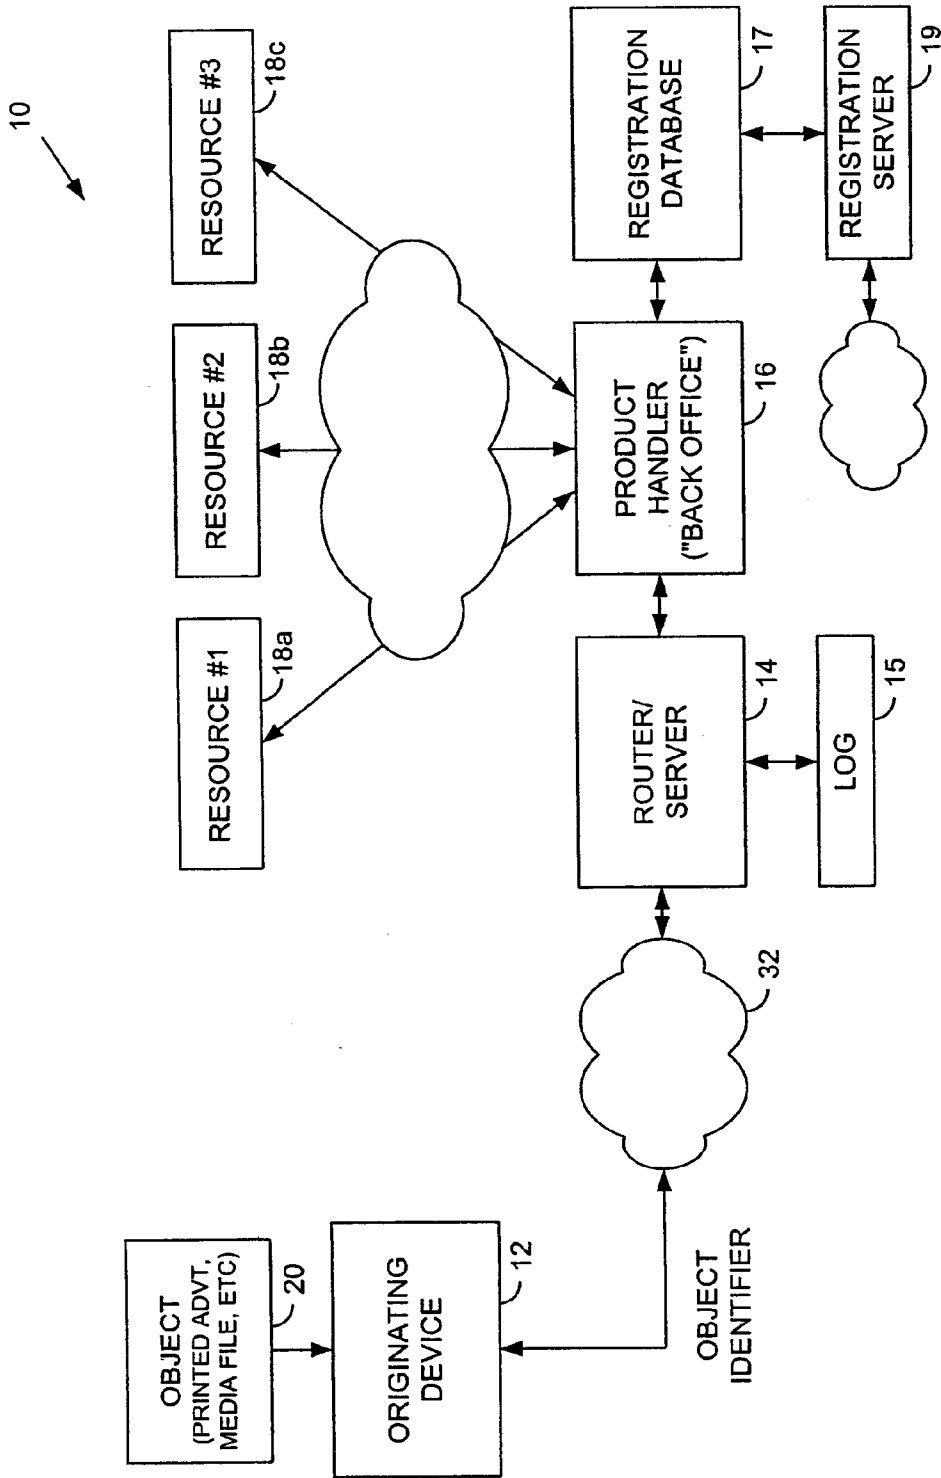 10
OBJECT
(PRINTED ADVT,
MEDIA FILE, ETC)
20
ORIGINATING
DEVICE
12
OBJECT
IDENTIFIER
32
RESOURCE #1
18a
RESOURCE #2
18b
RESOURCE #3
18c
ROUTER/
SERVER
14
LOG
15
PRODUCT
HANDLER
("BACK OFFICE")
16
REGISTRATION
DATABASE
17
REGISTRATION
SERVER
19